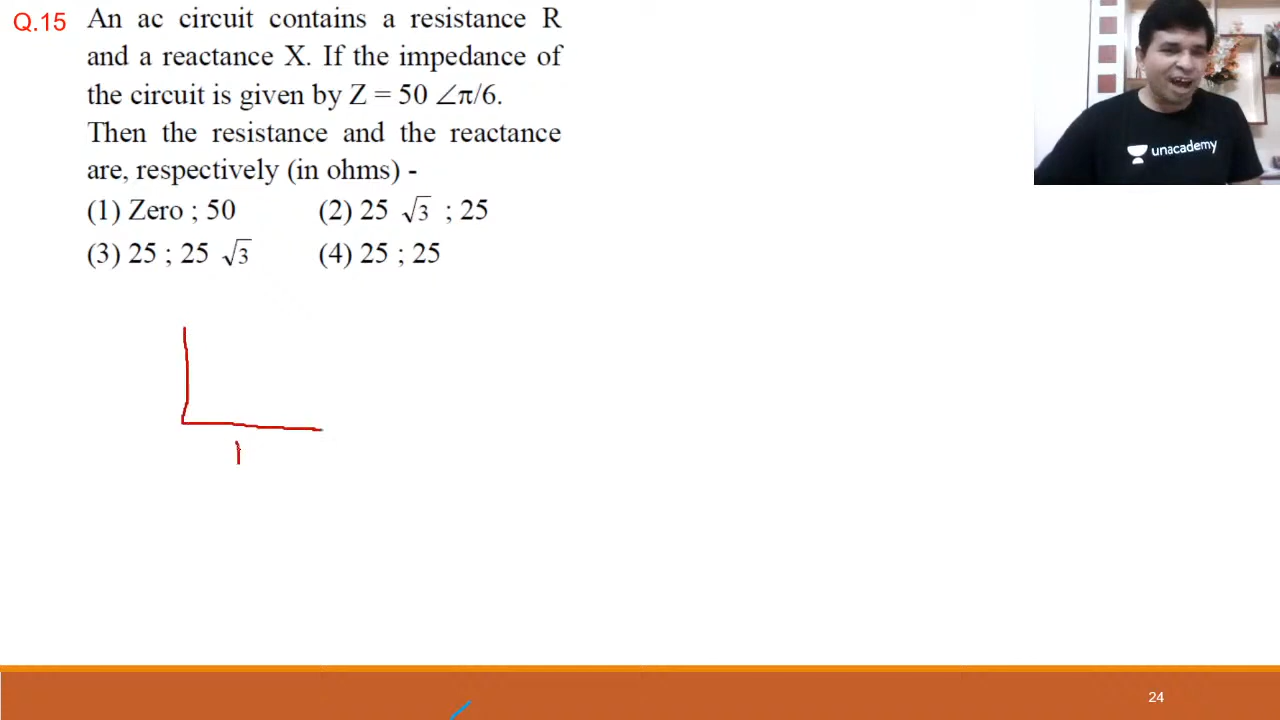 Q.15 An ac circuit contains a resistance R
and a reactance X. If the impedance of
the circuit is given by Z = 50 ∠π/6.
Then the resistance and the reactance
are, respectively (in ohms) -
(1) Zero ; 50 (2) 25 √3 ; 25
(3) 25 ; 25 √3 (4) 25 ; 25
unacademy
24